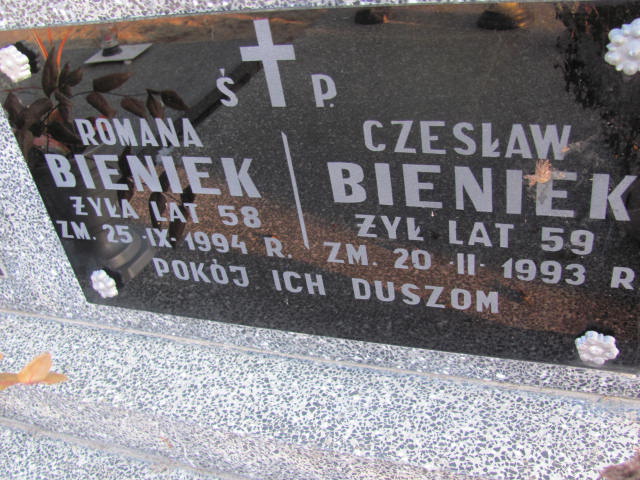 Ś P.
ROMANA
BIENIEK
ŻYŁA LAT 58
ZM. 25-IX-1994 R.
CZESŁAW
BIENIEK
ŻYŁ LAT 59
ZM. 20-II-1993 R
POKÓJ ICH DUSZOM